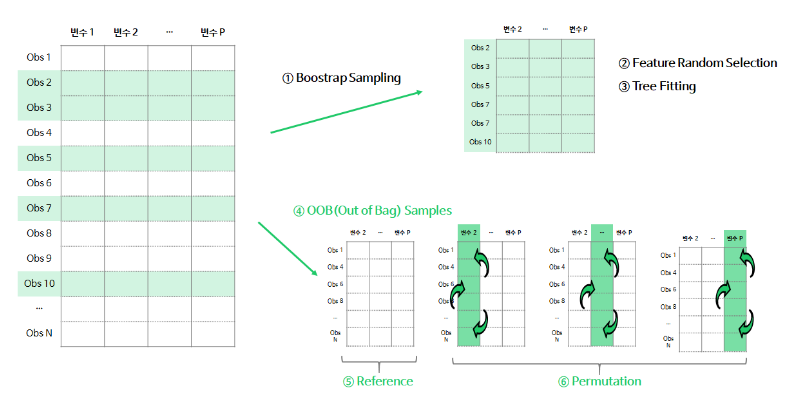 변수 1 변수 2 ... 변수 P
Obs 1
Obs 2
Obs 3
Obs 4
Obs 5
Obs 6
Obs 7
Obs 8
Obs 9
Obs 10
...
Obs N
① Boostrap Sampling
변수 2 ... 변수 P
Obs 2
Obs 3
Obs 5
Obs 7
Obs 7
Obs 10
② Feature Random Selection
③ Tree Fitting
④ OOB(Out of Bag) Samples
변수 2 ... 변수 P
Obs 1
Obs 4
Obs 6
Obs 8
...
Obs
N
변수 2 ... 변수 P
Obs 1
Obs 4
Obs 6
Obs 8
...
Obs
N
변수 2 ... 변수 P
Obs 1
Obs 4
Obs 6
Obs 8
...
Obs
N
변수 2 ... 변수 P
Obs 1
Obs 4
Obs 6
Obs 8
...
Obs
N
⑤ Reference
⑥ Permutation